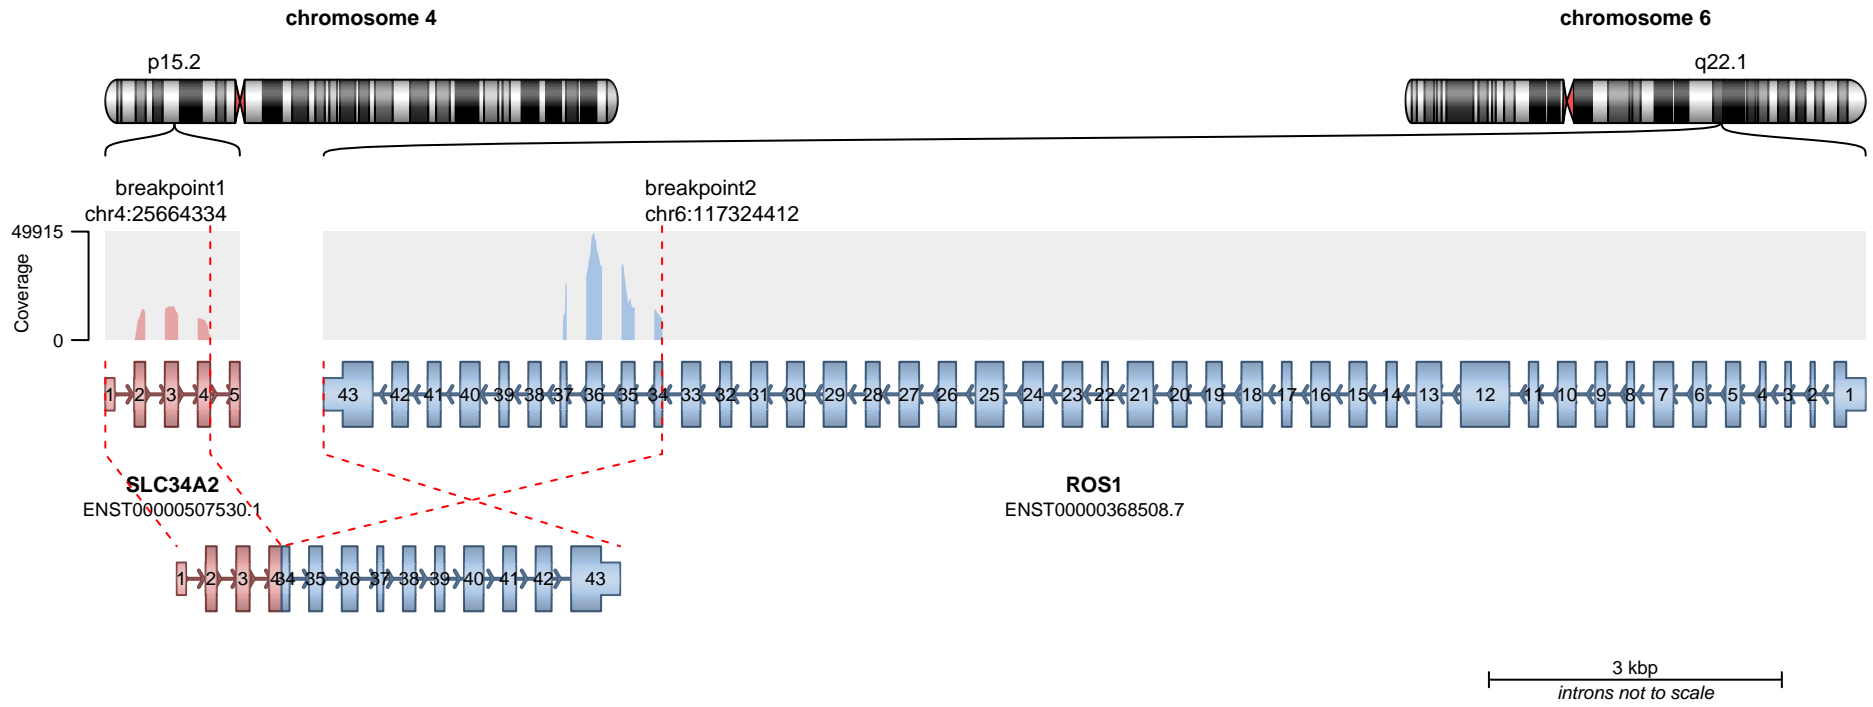 chromosome 4
chromosome 6
p15.2
q22.1
breakpoint1
chr4:25664334
breakpoint2
chr6:117324412
49915
Coverage
0
1 2 3 4 5
43 42 41 40 39 38 37 36 35 34 33 32 31 30 29 28 27 26 25 24 23 22 21 20 19 18 17 16 15 14 13 12 11 10 9 8 7 6 5 4 3 2 1
SLC34A2
ENST00000507530.1
ROS1
ENST00000368508.7
1 2 3 4 34 35 36 37 38 39 40 41 42 43
3 kbp
introns not to scale